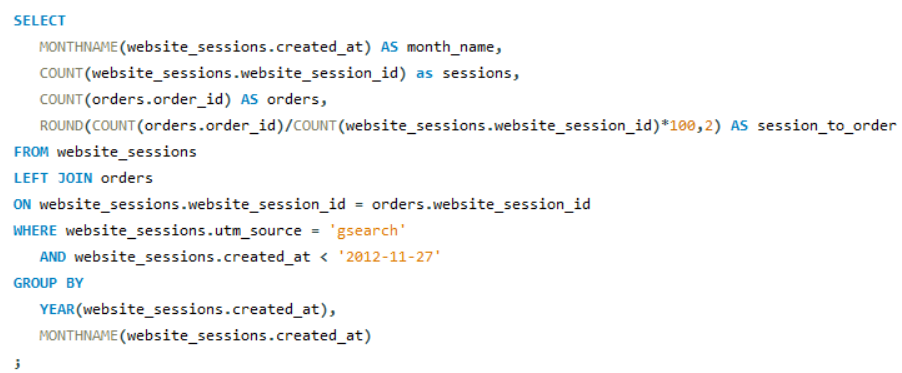 SELECT
MONTHNAME(website_sessions.created_at) AS month_name,
COUNT(website_sessions.website_session_id) as sessions,
COUNT(orders.order_id) AS orders,
ROUND(COUNT(orders.order_id)/COUNT(website_sessions.website_session_id)*100,2) AS session_to_order
FROM website_sessions
LEFT JOIN orders
ON website_sessions.website_session_id = orders.website_session_id
WHERE website_sessions.utm_source = 'gsearch'
AND website_sessions.created_at < '2012-11-27'
GROUP BY
YEAR(website_sessions.created_at),
MONTHNAME(website_sessions.created_at)
;